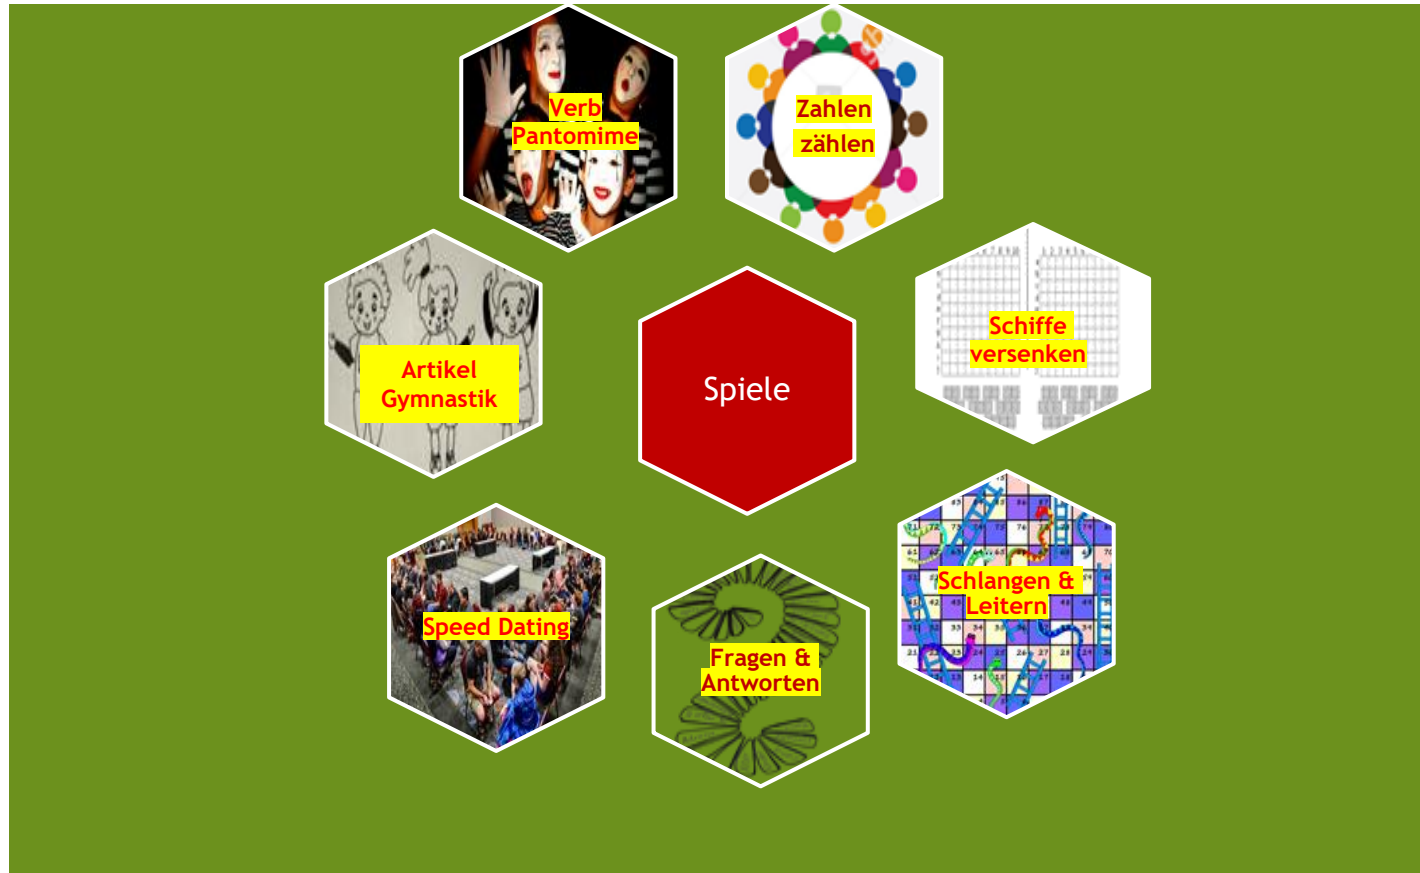 Verb
Pantomime
Zahlen
zählen
Artikel
Gymnastik
Spiele
Schiffe
versenken
Speed Dating
Fragen &
Antworten
Schlangen &
Leitern